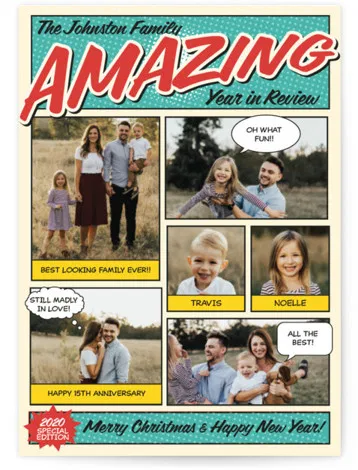 The Johnston Family
AMAZING
Year in Review
OH WHAT
FUN!!
BEST LOOKING FAMILY EVER!!
TRAVIS
NOELLE
STILL MADLY
IN LOVE!
ALL THE
BEST!
HAPPY 15TH ANNIVERSARY
2020
SPECIAL
EDITION
Merry Christmas & Happy New Year!